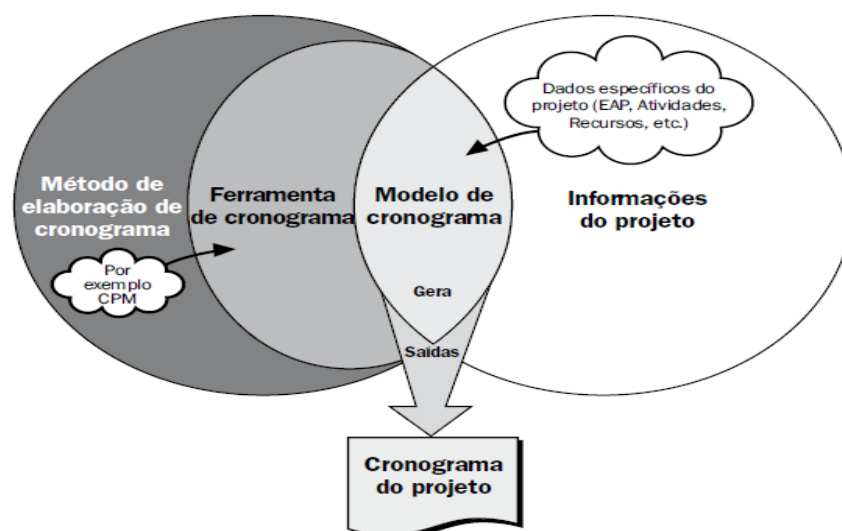 Dados específicos do
projeto (EAP, Atividades,
Recursos, etc.)
Método de
elaboração de
cronograma
Ferramenta
de cronograma
Modelo de
cronograma
Informações
do projeto
Por
exemplo
CPM
Gera
Saídas
Cronograma
do projeto